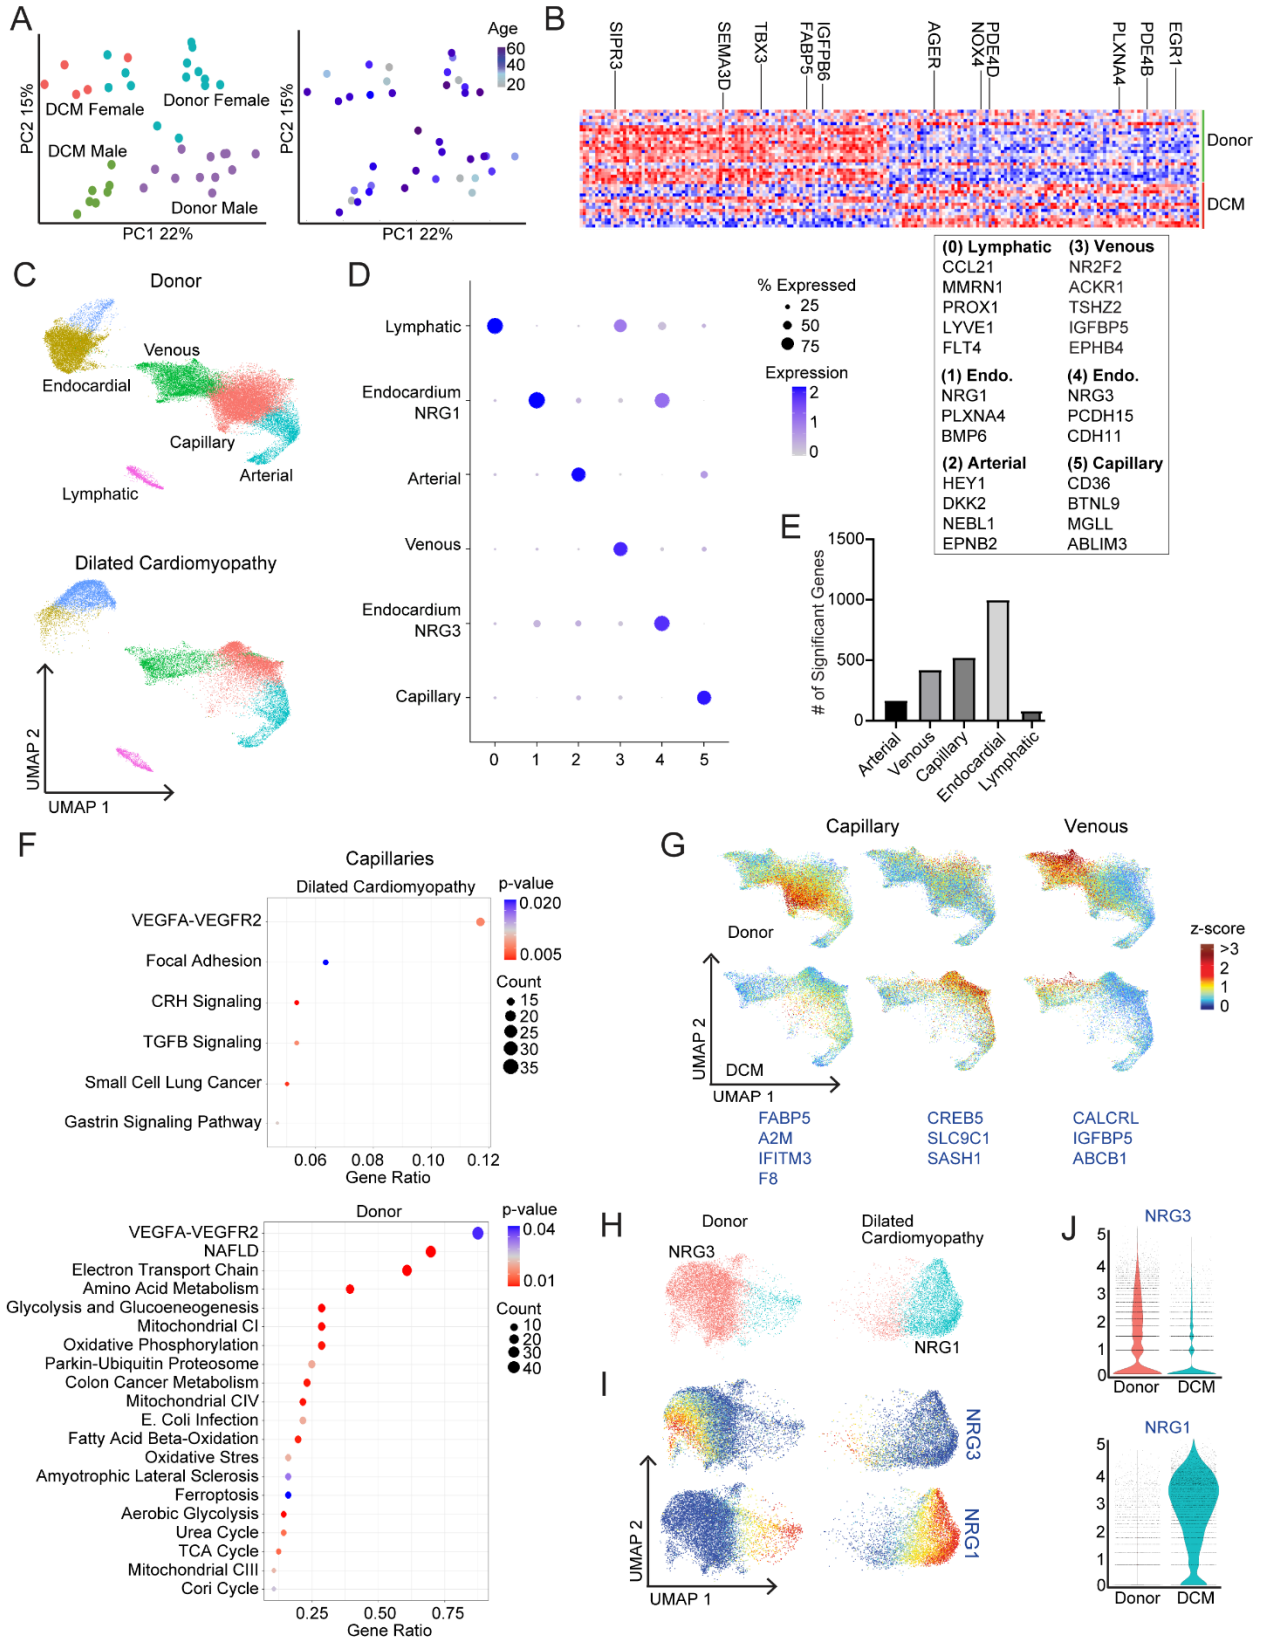 A
PC2 15%
DCM Female
Donor Female
DCM Male
Donor Male
PC1 22%
PC2 15%
Age
60
40
20
PC1 22%
B
SIPR3
SEMA3D
TBX3
FABP5
IGFPB6
AGER
NOX4
PDE4D
PLXNA4
PDE4B
EGR1
Donor
DCM
C
Donor
Venous
Endocardial
Capillary
Arterial
Lymphatic
Dilated Cardiomyopathy
UMAP 2
UMAP 1
D
Lymphatic
Endocardium
NRG1
Arterial
Venous
Endocardium
NRG3
Capillary
0 1 2 3 4 5
% Expressed
25
50
75
Expression
2
1
0
(0) Lymphatic
CCL21
MMRN1
PROX1
LYVE1
FLT4
(1) Endo.
NRG1
PLXNA4
BMP6
(2) Arterial
HEY1
DKK2
NEBL1
EPNB2
(3) Venous
NR2F2
ACKR1
TSHZ2
IGFBP5
EPHB4
(4) Endo.
NRG3
PCDH15
CDH11
(5) Capillary
CD36
BTNL9
MGLL
ABLIM3
E
# of Significant Genes
1500
1000
500
0
Arterial
Venous
Capillary
Endocardial
Lymphatic
F
Capillaries
Dilated Cardiomyopathy
VEGFA-VEGFR2
Focal Adhesion
CRH Signaling
TGFB Signaling
Small Cell Lung Cancer
Gastrin Signaling Pathway
0.06 0.08 0.10 0.12
Gene Ratio
p-value
0.020
0.005
Count
15
20
25
30
35
Donor
VEGFA-VEGFR2
NAFLD
Electron Transport Chain
Amino Acid Metabolism
Glycolysis and Glucoeneogenesis
Mitochondrial CI
Oxidative Phosphorylation
Parkin-Ubiquitin Proteosome
Colon Cancer Metabolism
Mitochondrial CIV
E. Coli Infection
Fatty Acid Beta-Oxidation
Oxidative Stres
Amyotrophic Lateral Sclerosis
Ferroptosis
Aerobic Glycolysis
Urea Cycle
TCA Cycle
Mitochondrial CIII
Cori Cycle
0.25 0.50 0.75
Gene Ratio
p-value
0.04
0.01
Count
10
20
30
40
G
Capillary
Venous
Donor
DCM
UMAP 2
UMAP 1
z-score
>3
2
1
0
FABP5
A2M
IFITM3
F8
CREB5
SLC9C1
SASH1
CALCRL
IGFBP5
ABCB1
H
Donor
Dilated
Cardiomyopathy
NRG3
NRG1
I
NRG3
NRG1
UMAP 2
UMAP 1
J
NRG3
5
4
3
2
1
0
Donor DCM
NRG1
5
4
3
2
1
0
Donor DCM